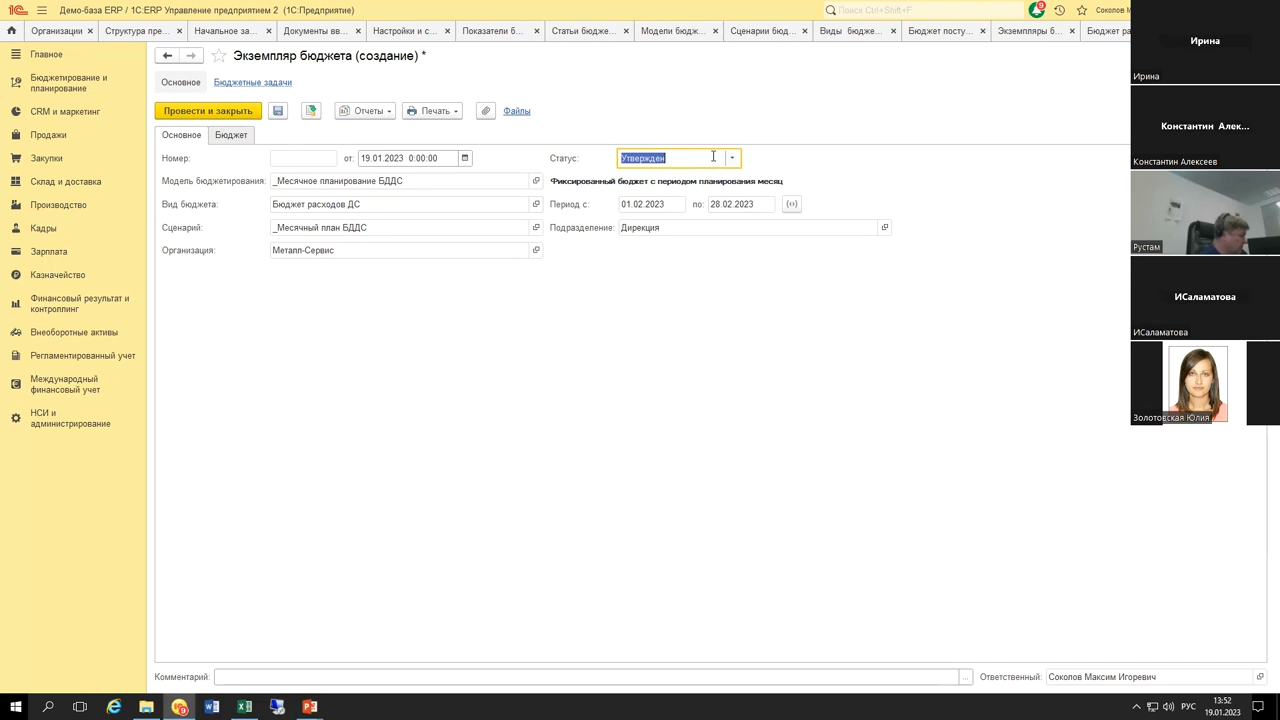 Демо-база ERP / 1С:ERP Управление предприятием 2 (1С:Предприятие)
Поиск Ctrl+Shift+F
9
Соколов М
Организации
Структура пре...
Начальное за...
Документы вв...
Настройки и с...
Показатели б...
Статьи бюдже...
Модели бюдж...
Сценарии бюд...
Виды бюдже...
Бюджет посту...
Экземпляры б...
Бюджет ра
Главное
Бюджетирование и
планирование
CRM и маркетинг
Продажи
Закупки
Склад и доставка
Производство
Кадры
Зарплата
Казначейство
Финансовый результат и
контроллинг
Внеоборотные активы
Регламентированный учет
Международный
финансовый учет
НСИ и
администрирование
Экземпляр бюджета (создание) *
Основное
Бюджетные задачи
Провести и закрыть
Отчеты
Печать
Файлы
Основное
Бюджет
Номер:
от: 19.01.2023 0:00:00
Статус: Утвержден
Модель бюджетирования: _Месячное планирование БДДС
Фиксированный бюджет с периодом планирования месяц
Вид бюджета: Бюджет расходов ДС
Период с: 01.02.2023 по: 28.02.2023
Сценарий: _Месячный план БДДС
Подразделение: Дирекция
Организация: Металл-Сервис
Комментарий:
...
Ответственный: Соколов Максим Игоревич
Ирина
Ирина
Константин Алек...
Константин Алексеев
Рустам
ИСаламатова
ИСаламатова
Золотовская Юлия
РУС
13:52
19.01.2023